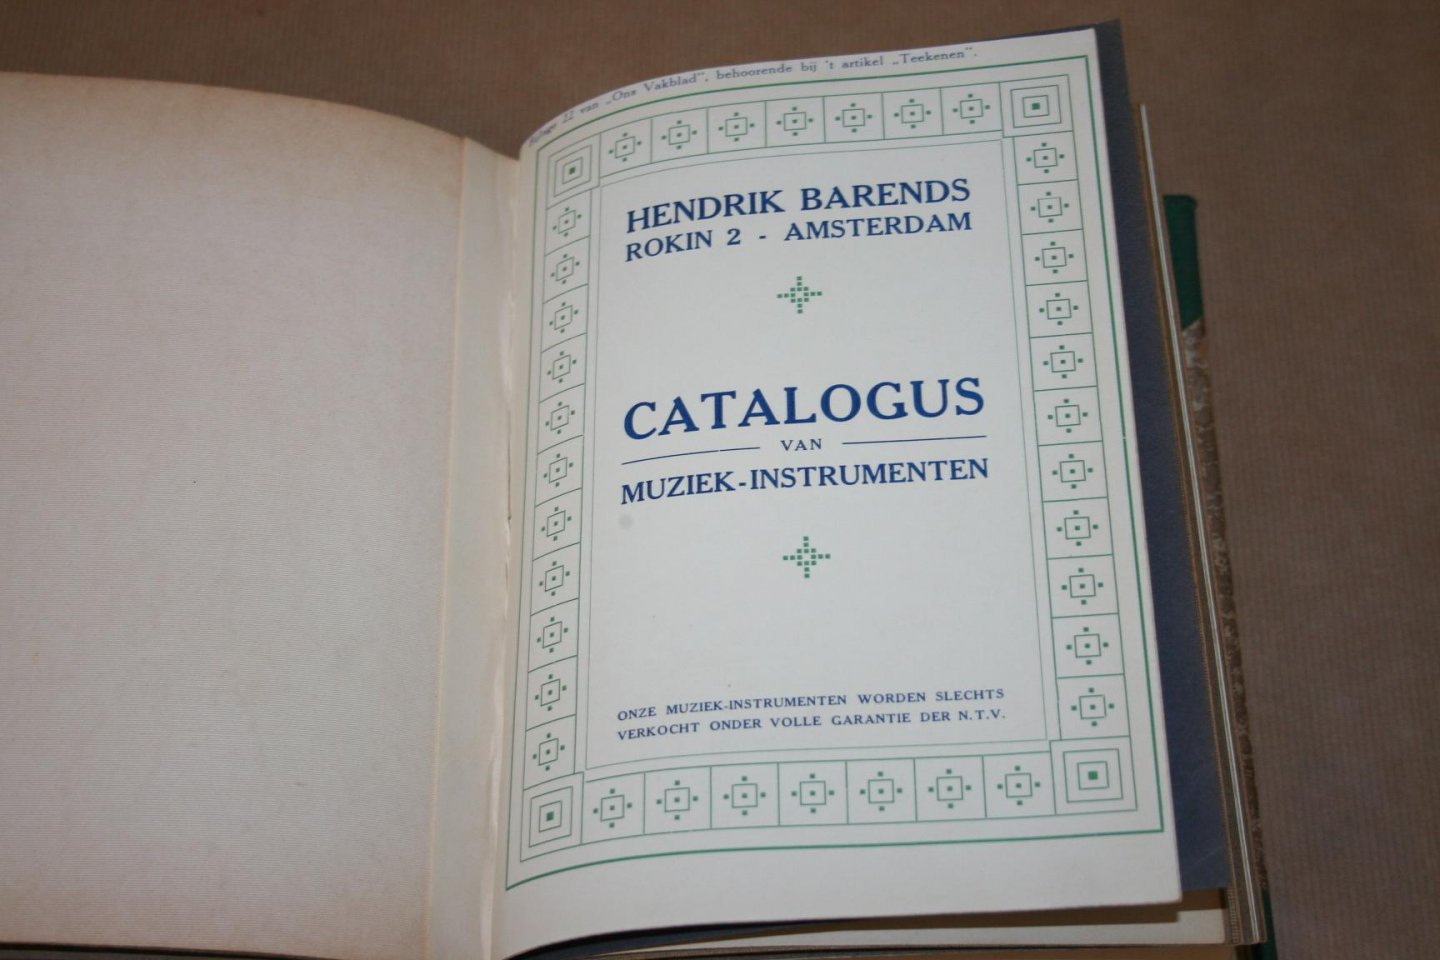 Bijlage 22 van „Ons Vakblad", behoorende bij 't artikel „Teekenen".
HENDRIK BARENDS
ROKIN 2 - AMSTERDAM
CATALOGUS
VAN
MUZIEK-INSTRUMENTEN
ONZE MUZIEK-INSTRUMENTEN WORDEN SLECHTS
VERKOCHT ONDER VOLLE GARANTIE DER N.T.V.